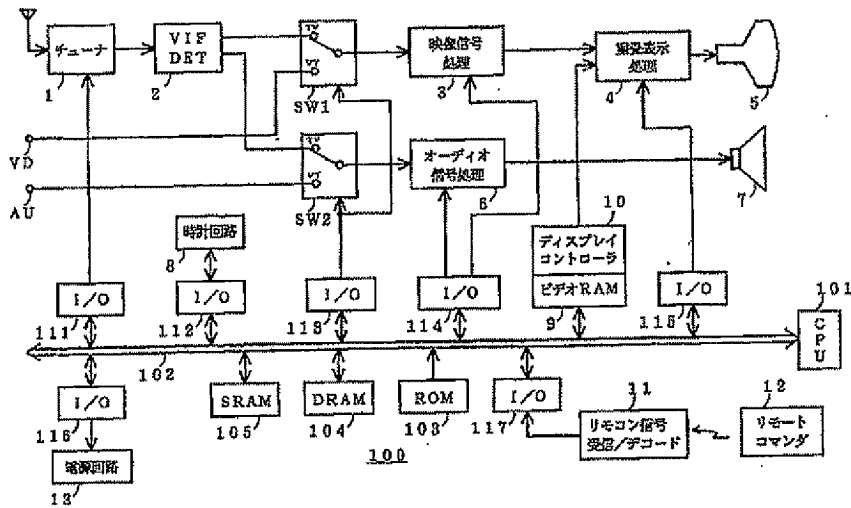 チューナ
1
VIF
DET
2
TV
VT
SW1
映像信号
処理
3
画像表示
処理
4
5
VD
AU
TV
VT
SW2
オーディオ
信号処理
6
7
時計回路
8
10
ディスプレイ
コントローラ
ビデオRAM
9
I/O
111
I/O
112
I/O
113
I/O
114
I/O
115
101
CPU
102
I/O
116
電源回路
13
SRAM
105
DRAM
104
ROM
103
I/O
117
11
リモコン信号
受信/デコード
12
リモート
コマンダ
100